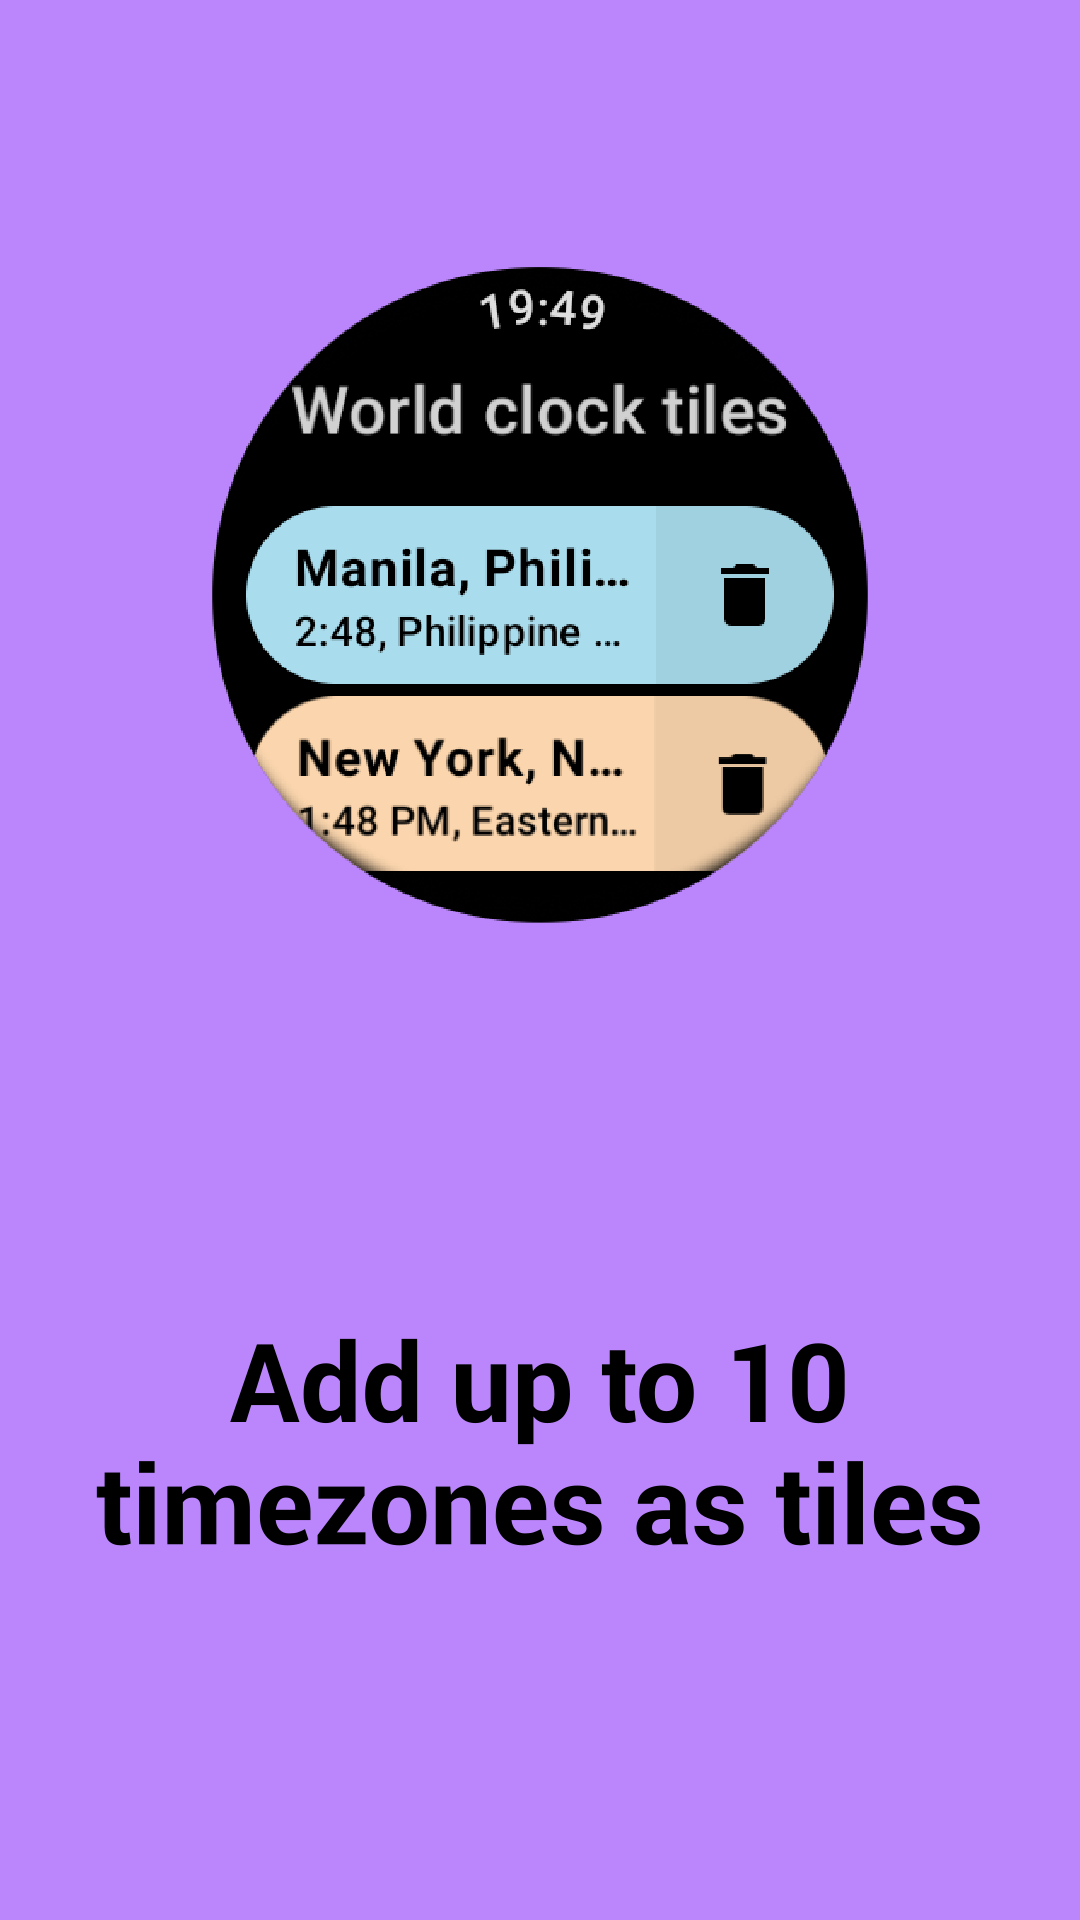 19:49
World clock tiles
Manila, Phili...
2:48, Philippine ...
New York, N...
1:48 PM, Eastern...
Add up to 10
timezones as tiles